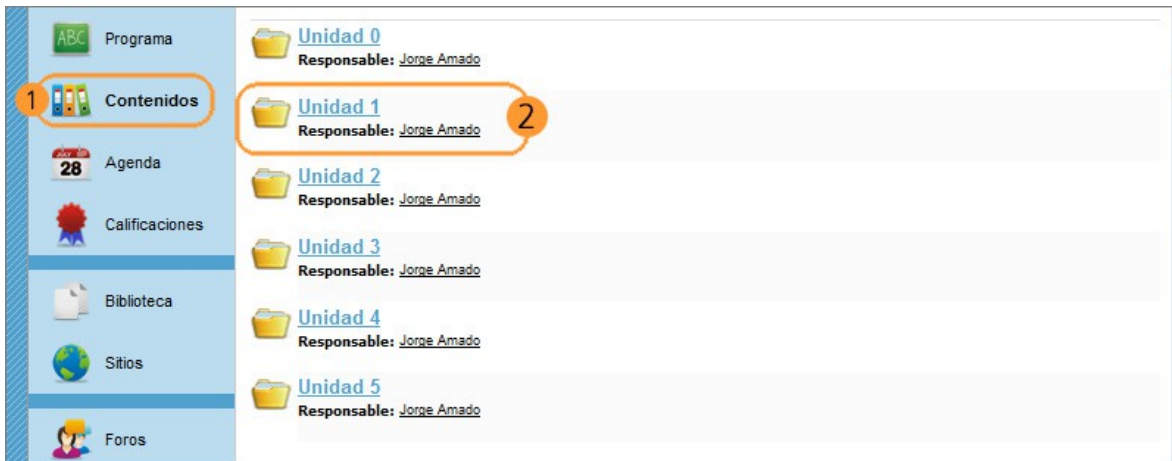 ABC
Programa
1
Contenidos
JULY
28
Agenda
Calificaciones
Biblioteca
Sitios
Foros
Unidad 0
Responsable: Jorge Amado
Unidad 1
Responsable: Jorge Amado
2
Unidad 2
Responsable: Jorge Amado
Unidad 3
Responsable: Jorge Amado
Unidad 4
Responsable: Jorge Amado
Unidad 5
Responsable: Jorge Amado